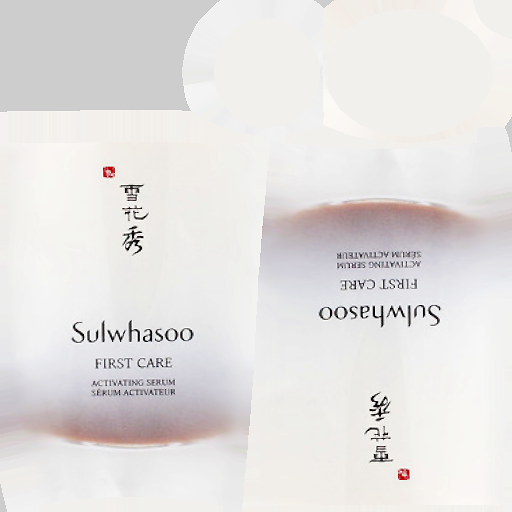 雪花秀
Sulwhasoo
FIRST CARE
ACTIVATING SERUM
SÉRUM ACTIVATEUR
SÉRUM ACTIVATEUR
ACTIVATING SERUM
FIRST CARE
Sulwhasoo
雪花秀